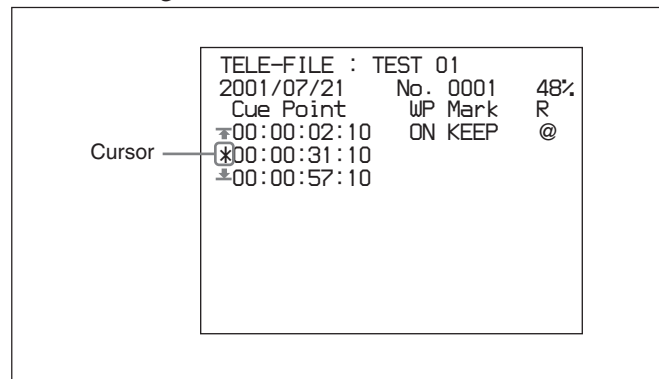 TELE-FILE : TEST 01
2001/07/21 No. 0001 48%
Cue Point WP Mark R
00:00:02:10 ON KEEP @
Cursor *00:00:31:10
00:00:57:10